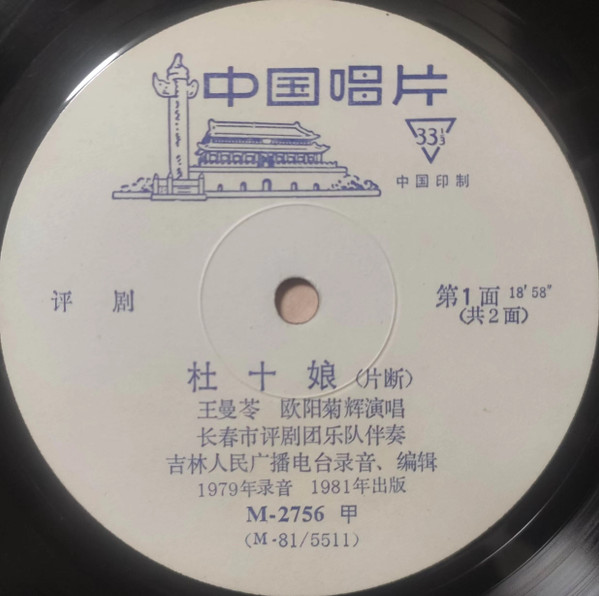 中国唱片
33⅓
中国印制
评 剧
第1面 18′58″
(共2面)
杜十娘 (片断)
王曼苓 欧阳菊辉演唱
长春市评剧团乐队伴奏
吉林人民广播电台录音、编辑
1979年录音 1981年出版
M-2756 甲
(M-81/5511)